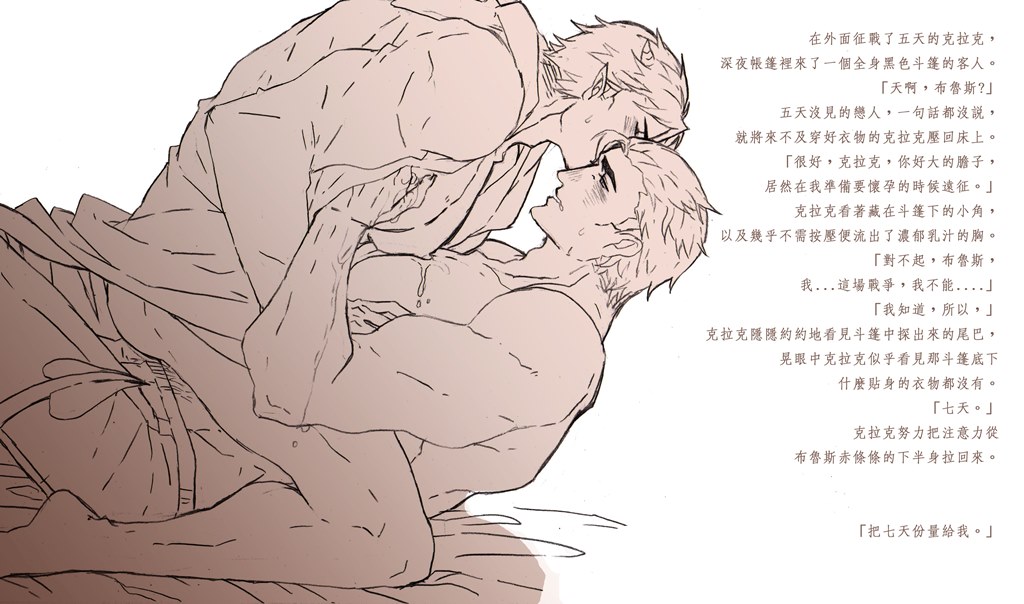 在外面征戰了五天的克拉克，
深夜帳篷裡來了一個全身黑色斗篷的客人。
「天啊，布魯斯?」
五天沒見的戀人，一句話都沒說，
就將來不及穿好衣物的克拉克壓回床上。
「很好，克拉克，你好大的膽子，
居然在我準備要懷孕的時侯遠征。」
克拉克看著藏在斗篷下的小角，
以及幾乎不需按壓便流出了濃郁乳汁的胸。
「對不起，布魯斯，
我...這場戰爭，我不能....」
「我知道，所以，」
克拉克隱隱約約地看見斗篷中探出來的尾巴，
晃眼中克拉克似乎看見那斗篷底下
什麼貼身的衣物都沒有。
「七天。」
克拉克努力把注意力從
布魯斯赤條條的下半身拉回來。
「把七天份量給我。」